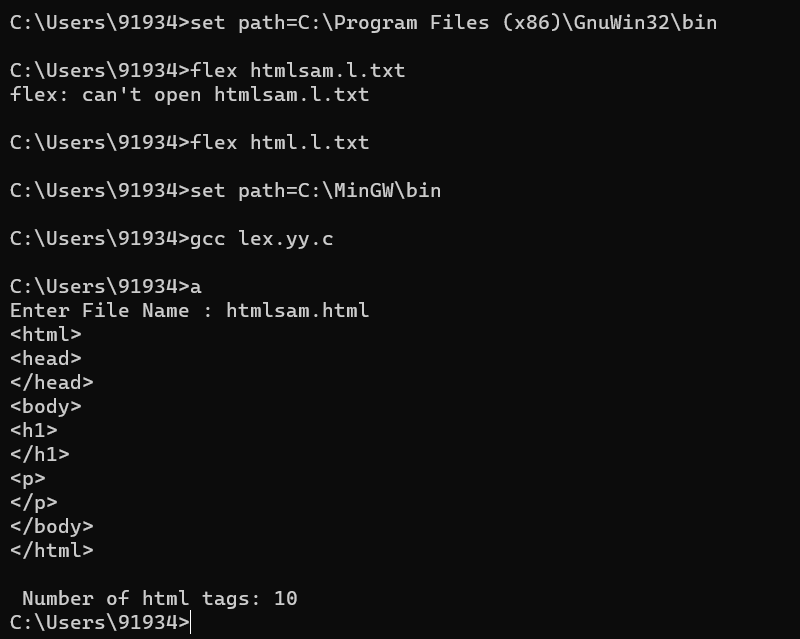 C:\Users\91934>set path=C:\Program Files (x86)\GnuWin32\bin
C:\Users\91934>flex htmlsam.l.txt
flex: can't open htmlsam.l.txt
C:\Users\91934>flex html.l.txt
C:\Users\91934>set path=C:\MinGW\bin
C:\Users\91934>gcc lex.yy.c
C:\Users\91934>a
Enter File Name : htmlsam.html
<html>
<head>
</head>
<body>
<h1>
</h1>
<p>
</p>
</body>
</html>
Number of html tags: 10
C:\Users\91934>